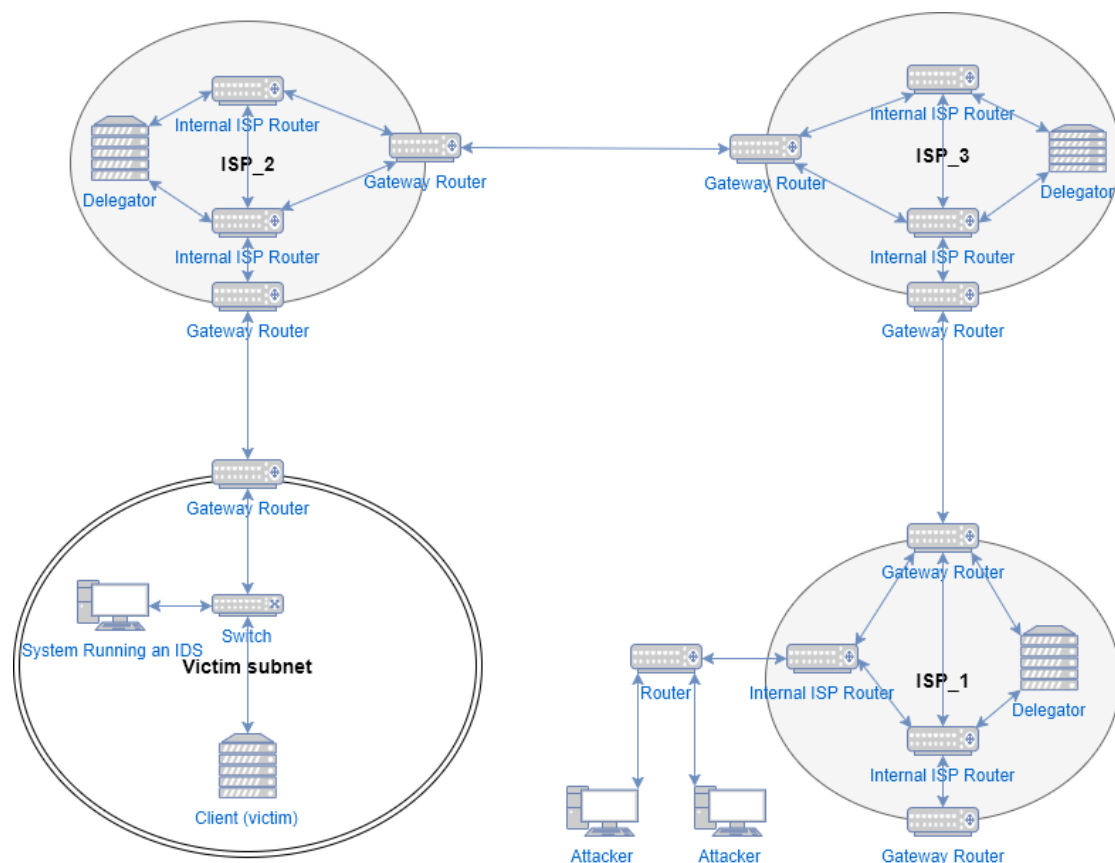 Internal ISP Router
ISP_2
Delegator
Gateway Router
Internal ISP Router
Gateway Router
Internal ISP Router
ISP_3
Delegator
Gateway Router
Internal ISP Router
Gateway Router
Gateway Router
System Running an IDS
Switch
Victim subnet
Client (victim)
Gateway Router
Router
Internal ISP Router
ISP_1
Delegator
Internal ISP Router
Attacker
Attacker
Gateway Router